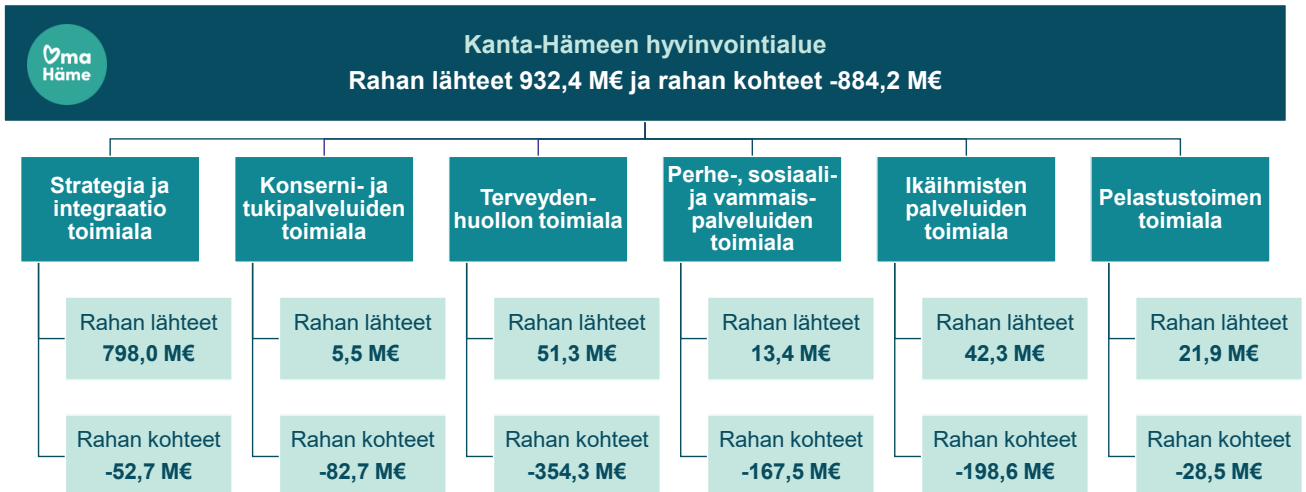 Oma
Häme
Kanta-Hämeen hyvinvointialue
Rahan lähteet 932,4 M€ ja rahan kohteet -884,2 M€
Strategia ja
integraatio
toimiala
Konserni- ja
tukipalveluiden
toimiala
Terveyden-
huollon toimiala
Perhe-, sosiaali-
ja vammais-
palveluiden
toimiala
Ikäihmisten
palveluiden
toimiala
Pelastustoimen
toimiala
Rahan lähteet
798,0 M€
Rahan lähteet
5,5 M€
Rahan lähteet
51,3 M€
Rahan lähteet
13,4 M€
Rahan lähteet
42,3 M€
Rahan lähteet
21,9 M€
Rahan kohteet
-52,7 M€
Rahan kohteet
-82,7 M€
Rahan kohteet
-354,3 M€
Rahan kohteet
-167,5 M€
Rahan kohteet
-198,6 M€
Rahan kohteet
-28,5 M€